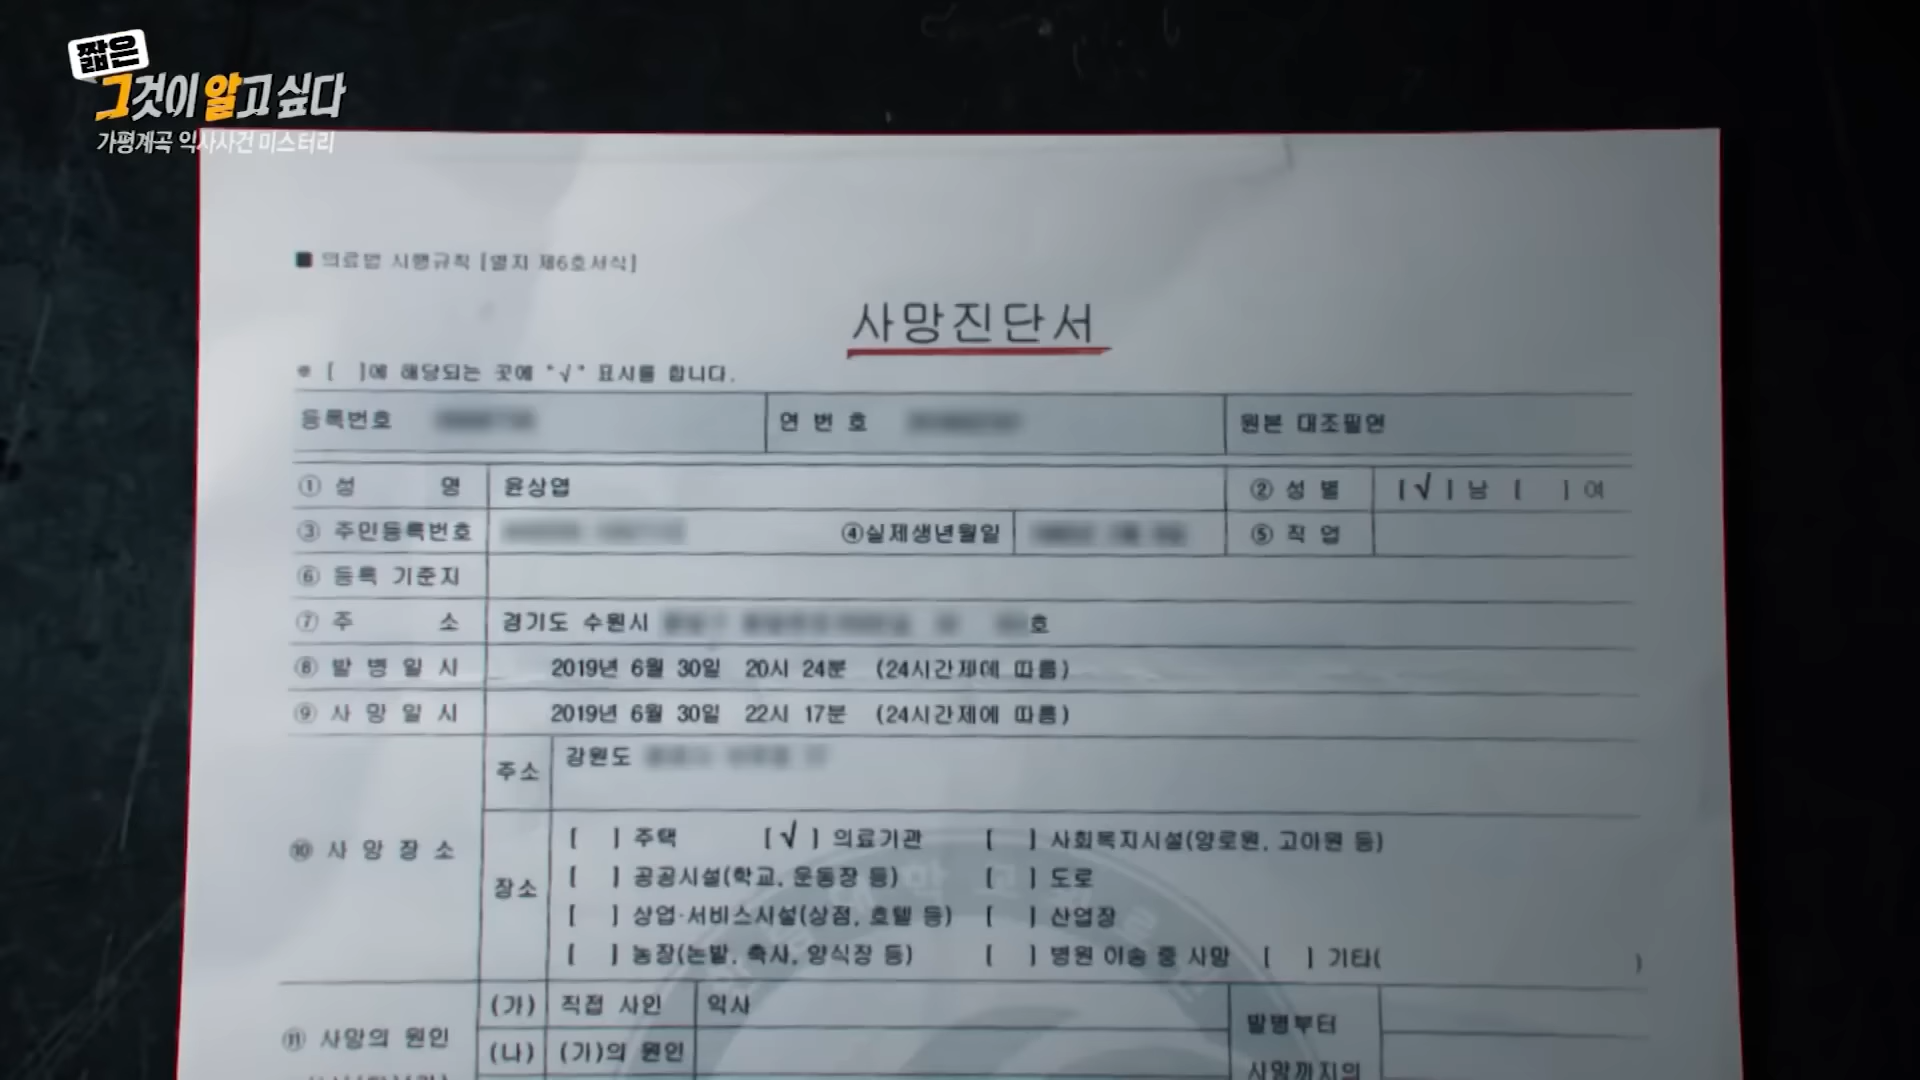 짧은
그것이 알고 싶다
가평계곡 익사사건 미스터리
■ 의료법 시행규칙 [별지 제6호서식]
사망진단서
※ [ ]에 해당되는 곳에 "√" 표시를 합니다.
등록번호 연 번 호 원본 대조필인
① 성 명 윤상엽 ② 성 별 [√] 남 [ ] 여
③ 주민등록번호 ④실제생년월일 ⑤ 직 업
⑥ 등록 기준지
⑦ 주 소 경기도 수원시 호
⑧ 발 병 일 시 2019년 6월 30일 20시 24분 (24시간제에 따름)
⑨ 사 망 일 시 2019년 6월 30일 22시 17분 (24시간제에 따름)
⑩ 사 망 장 소 주소 강원도
장소 [ ] 주택 [√] 의료기관 [ ] 사회복지시설(양로원, 고아원 등)
[ ] 공공시설(학교, 운동장 등) [ ] 도로
[ ] 상업·서비스시설(상점, 호텔 등) [ ] 산업장
[ ] 농장(논밭, 축사, 양식장 등) [ ] 병원 이송 중 사망 [ ] 기타( )
⑪ 사망의 원인 (가) 직접 사인 익사 발병부터
(나) (가)의 원인 사망까지의